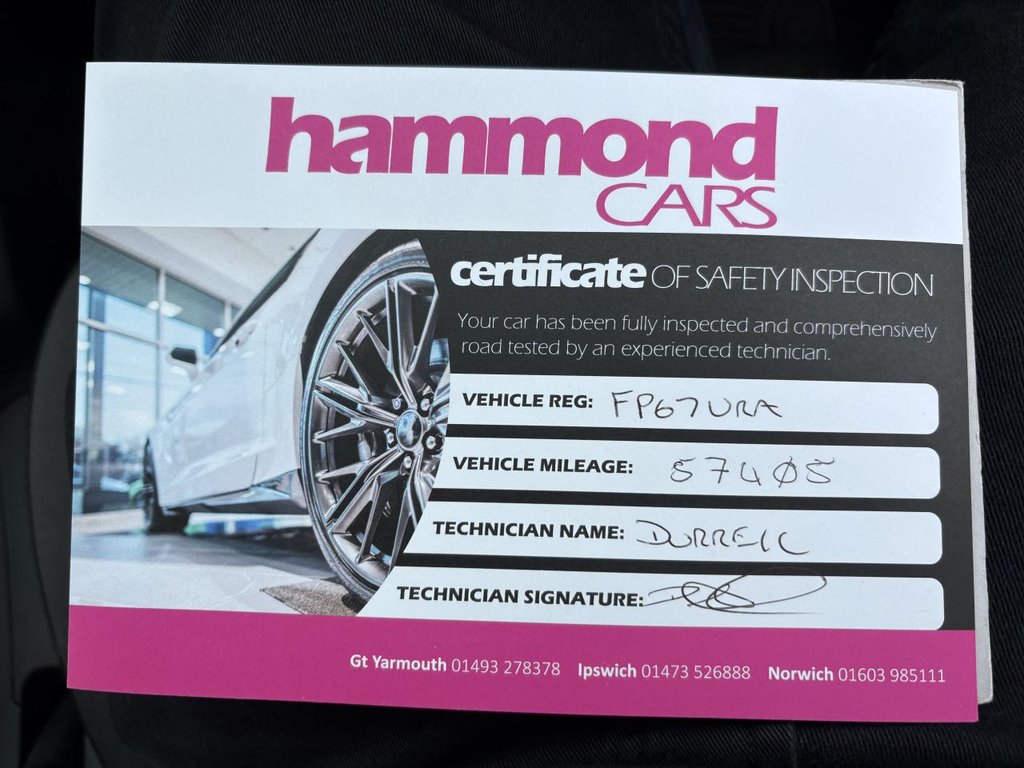 hammond
CARS
certificate OF SAFETY INSPECTION
Your car has been fully inspected and comprehensively
road tested by an experienced technician.
VEHICLE REG: FP67URA
VEHICLE MILEAGE: 57405
TECHNICIAN NAME: DURRELL
TECHNICIAN SIGNATURE:
Gt Yarmouth 01493 278378 Ipswich 01473 526888 Norwich 01603 985111